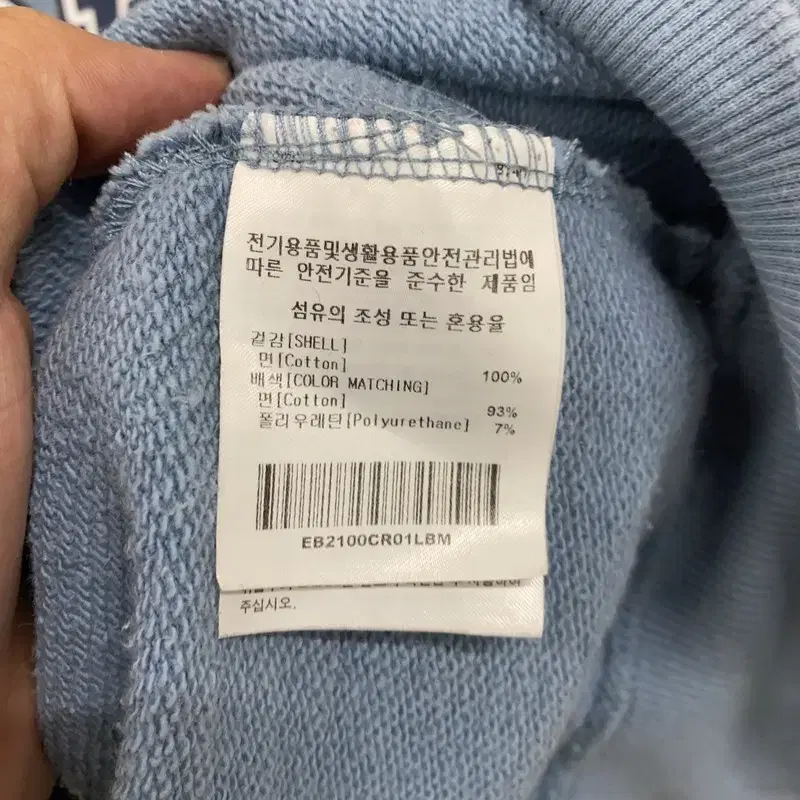 전기용품및생활용품안전관리법에
따른 안전기준을 준수한 제품임
섬유의 조성 또는 혼용율
겉감[SHELL]
면[Cotton] 100%
배색[COLOR MATCHING]
면[Cotton] 93%
폴리우레틴[Polyurethane] 7%
EB2100CR01LBM
주십시오.